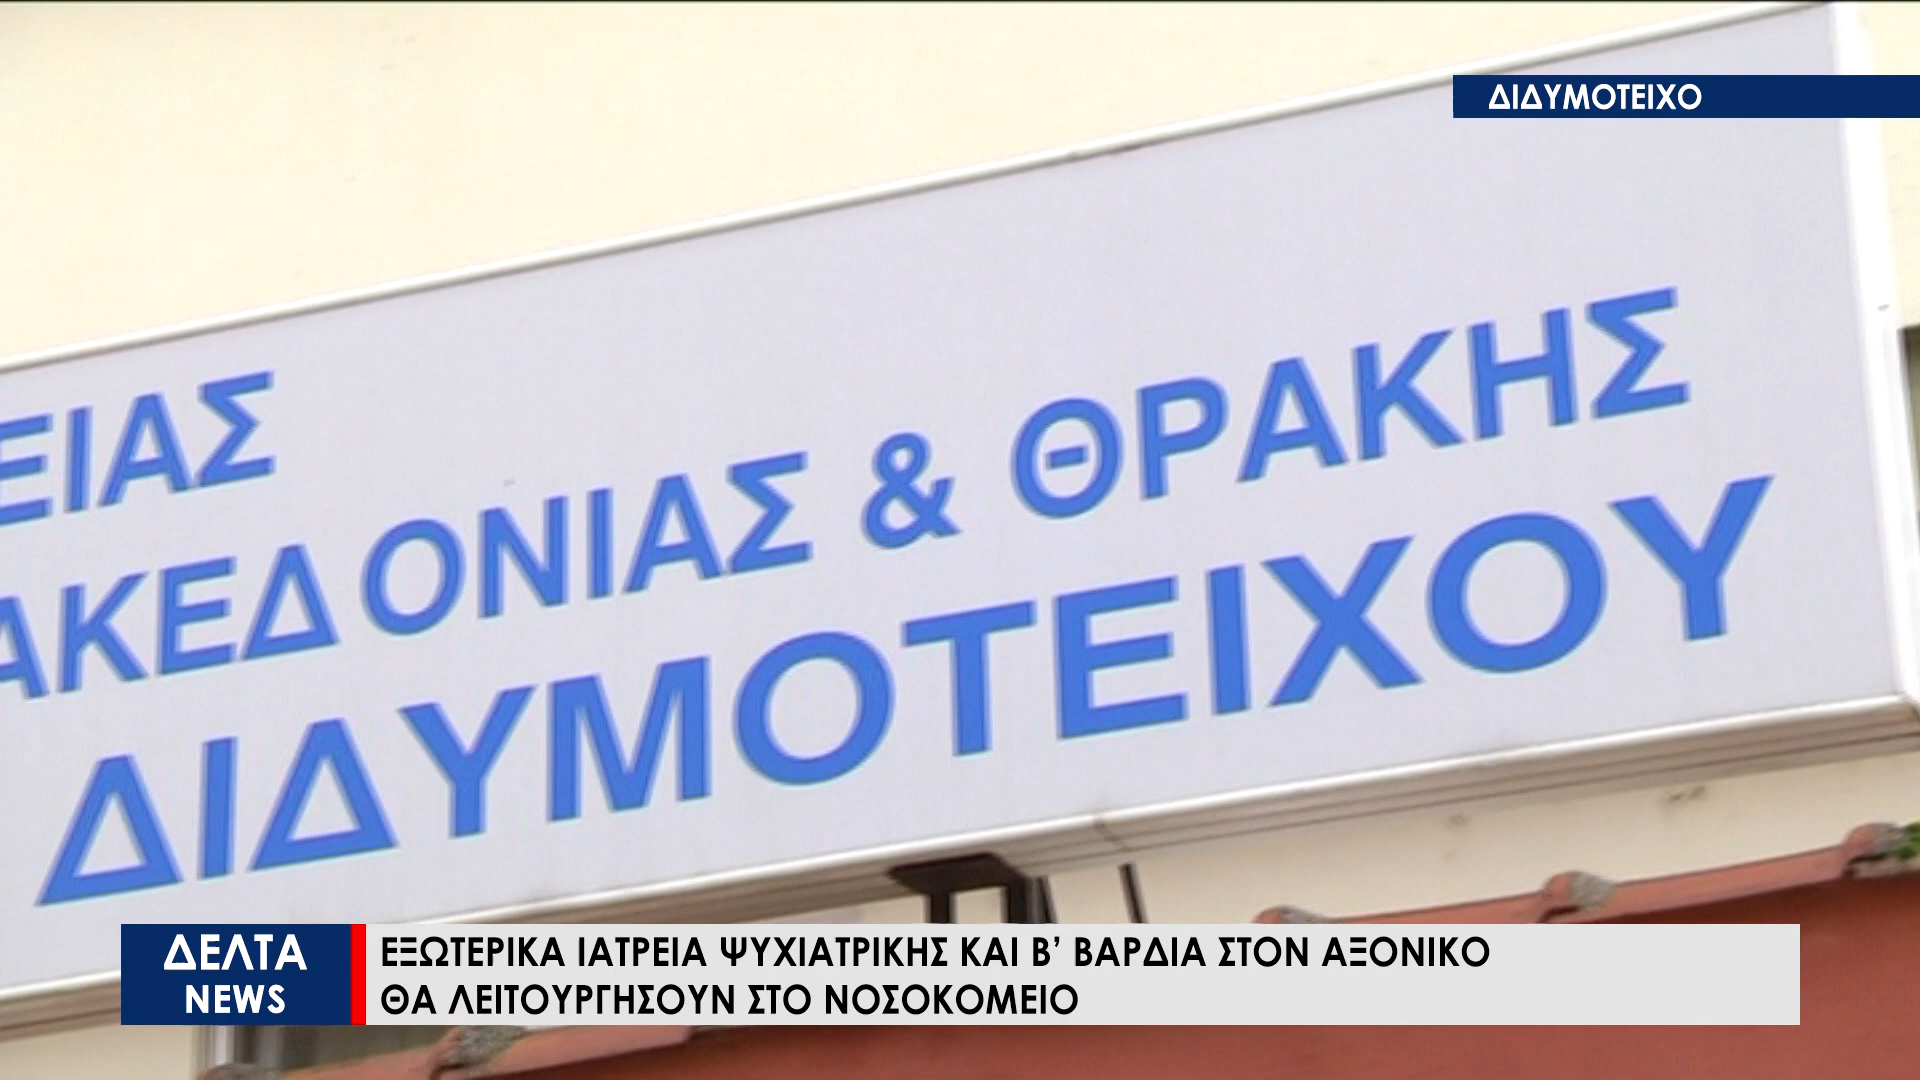 ΔΙΔΥΜΟΤΕΙΧΟ
ΕΙΑΣ
ΑΚΕΔΟΝΙΑΣ & ΘΡΑΚΗΣ
ΔΙΔΥΜΟΤΕΙΧΟΥ
ΔΕΛΤΑ
NEWS
ΕΞΩΤΕΡΙΚΑ ΙΑΤΡΕΙΑ ΨΥΧΙΑΤΡΙΚΗΣ ΚΑΙ Β’ ΒΑΡΔΙΑ ΣΤΟΝ ΑΞΟΝΙΚΟ
ΘΑ ΛΕΙΤΟΥΡΓΗΣΟΥΝ ΣΤΟ ΝΟΣΟΚΟΜΕΙΟ